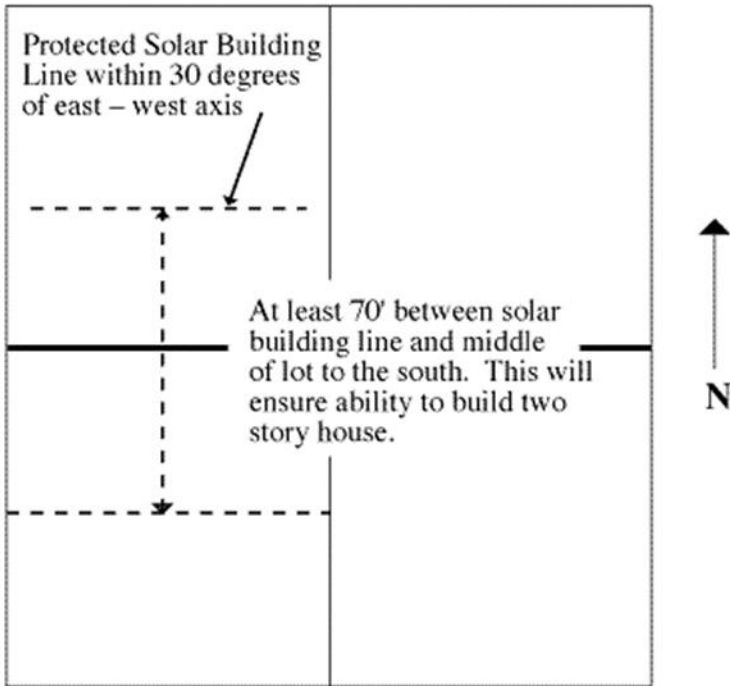 Protected Solar Building
Line within 30 degrees
of east – west axis
At least 70' between solar
building line and middle
of lot to the south.  This will
ensure ability to build two
story house.
N